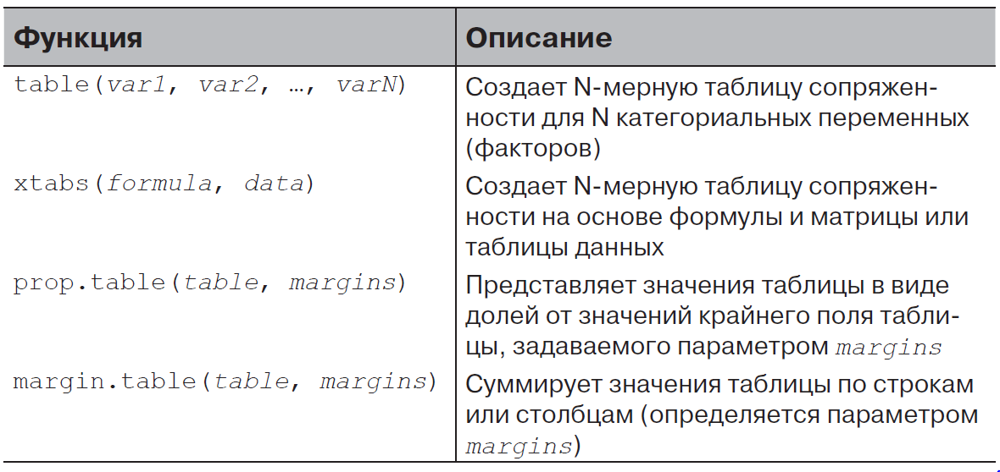 Функция Описание
table(var1, var2, …, varN) Создает N-мерную таблицу сопряжен-
ности для N категориальных переменных
(факторов)
xtabs(formula, data) Создает N-мерную таблицу сопряжен-
ности на основе формулы и матрицы или
таблицы данных
prop.table(table, margins) Представляет значения таблицы в виде
долей от значений крайнего поля табли-
цы, задаваемого параметром margins
margin.table(table, margins) Суммирует значения таблицы по строкам
или столбцам (определяется параметром
margins)